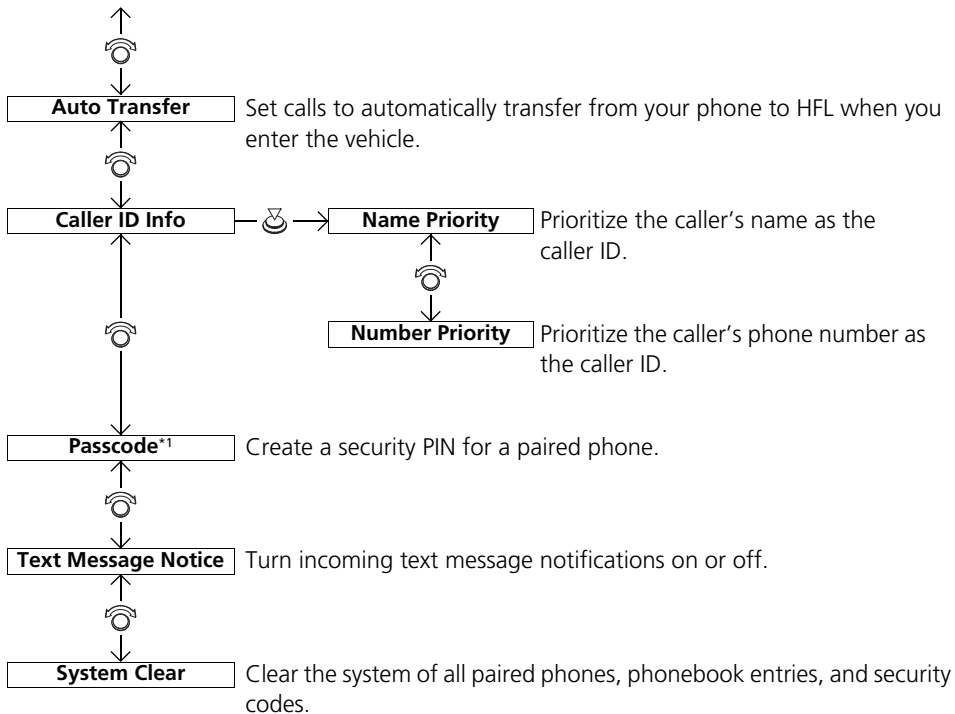 Auto Transfer
Set calls to automatically transfer from your phone to HFL when you
enter the vehicle.
Caller ID Info
Name Priority
Prioritize the caller's name as the
caller ID.
Number Priority
Prioritize the caller's phone number as
the caller ID.
Passcode*1
Create a security PIN for a paired phone.
Text Message Notice
Turn incoming text message notifications on or off.
System Clear
Clear the system of all paired phones, phonebook entries, and security
codes.